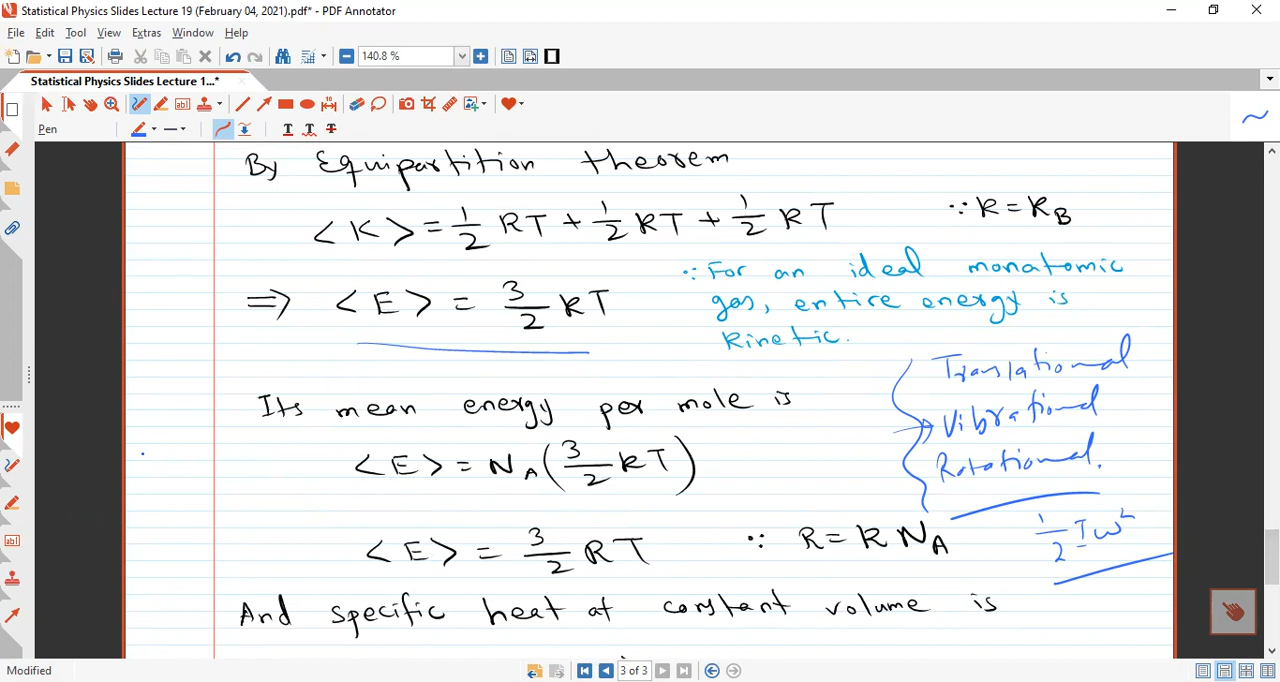 Statistical Physics Slides Lecture 19 (February 04, 2021).pdf* - PDF Annotator
File Edit Tool View Extras Window Help
140.8 %
Statistical Physics Slides Lecture 1...*
Pen
By Equipartition theorem
<K> = 1/2 kT + 1/2 kT + 1/2 kT ∵ k = k_B
⟹ <E> = 3/2 kT
∵ For an ideal monatomic
gas, entire energy is
kinetic.
Translational
Vibrational
Rotational.
1/2 Iω²
Its mean energy per mole is
<E> = N_A (3/2 kT)
<E> = 3/2 RT ∵ R = k N_A
And specific heat at constant volume is
Modified
3 of 3